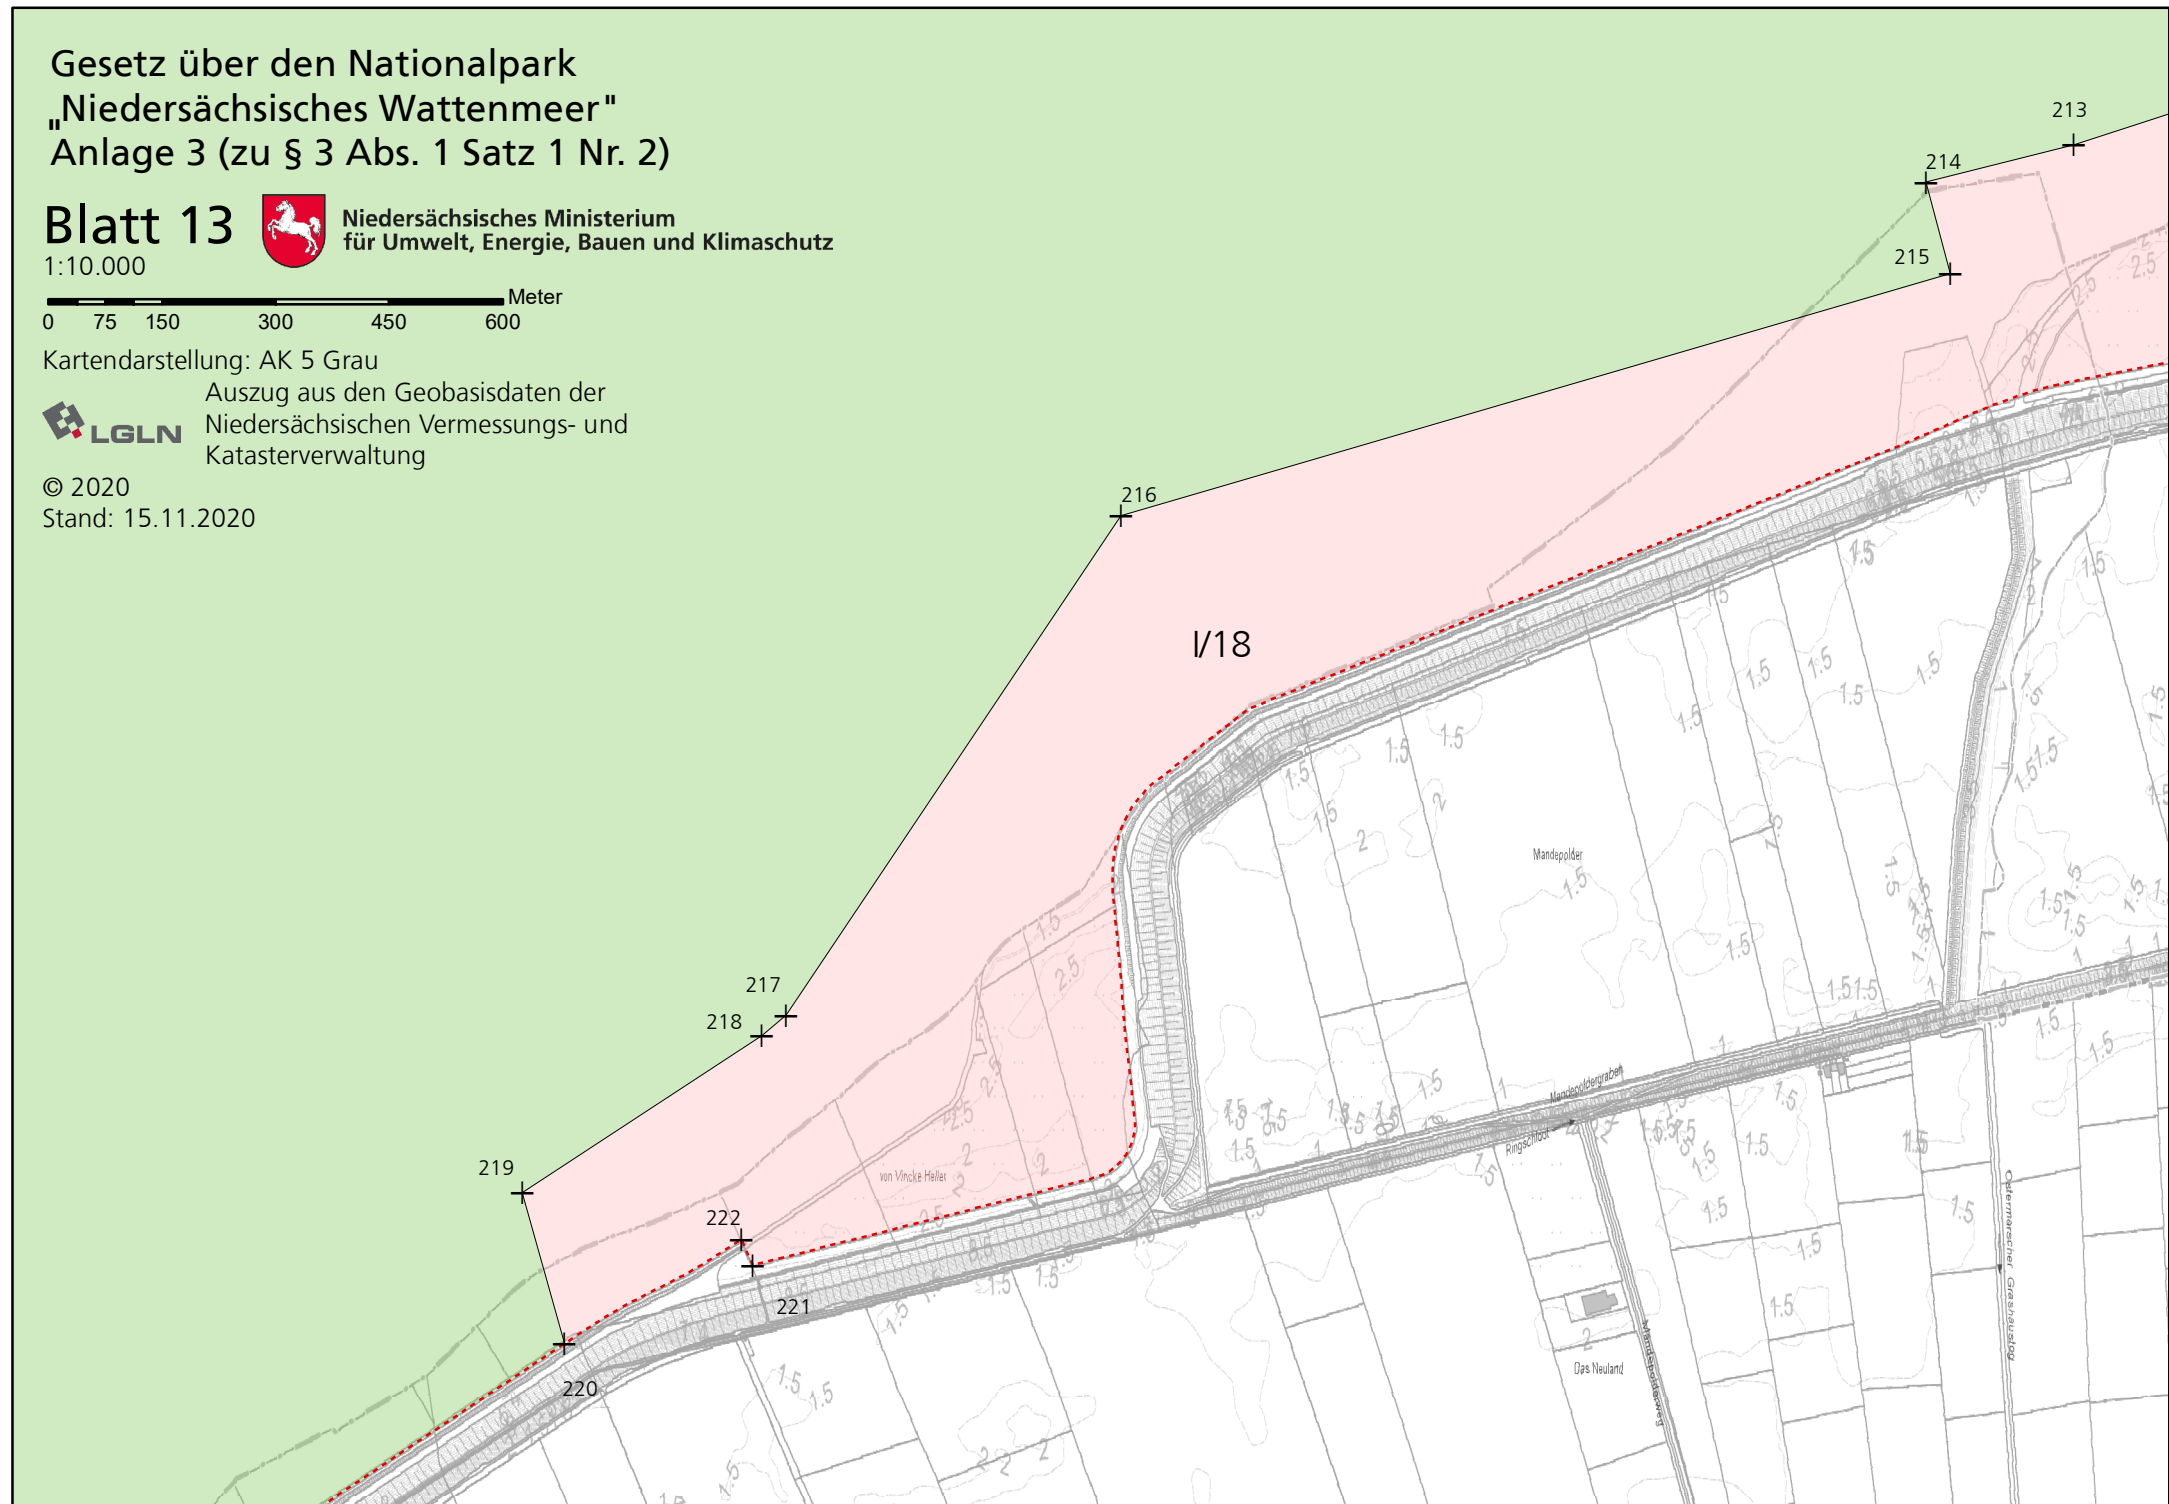 Gesetz über den Nationalpark
„Niedersächsisches Wattenmeer"
Anlage 3 (zu § 3 Abs. 1 Satz 1 Nr. 2)
Blatt 13
Niedersächsisches Ministerium
für Umwelt, Energie, Bauen und Klimaschutz
1:10.000
Meter
0 75 150 300 450 600
Kartendarstellung: AK 5 Grau
Auszug aus den Geobasisdaten der
Niedersächsischen Vermessungs- und
Katasterverwaltung
LGLN
© 2020
Stand: 15.11.2020
213
214
215
216
I/18
217
218
219
222
221
220
Mandepolder
von Vincke Heller
Mandepoldergraben
Ringschloot
Das Neuland
Mandepolderweg
Ostermarscher Grashaustog